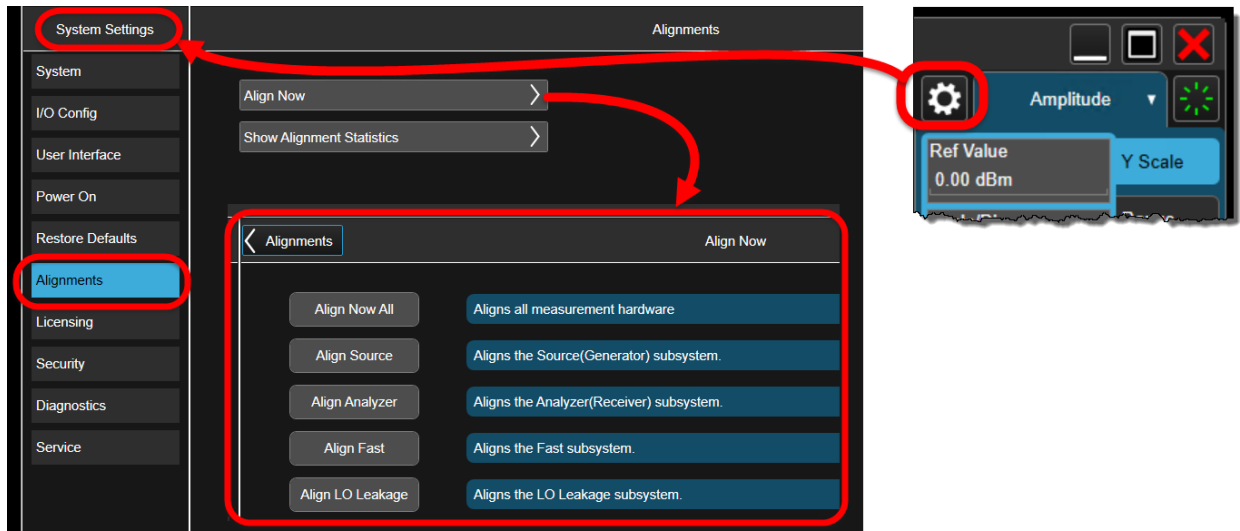 System Settings
Alignments
System
I/O Config
User Interface
Power On
Restore Defaults
Alignments
Licensing
Security
Diagnostics
Service
Align Now
Show Alignment Statistics
Alignments
Align Now
Align Now All
Aligns all measurement hardware
Align Source
Aligns the Source(Generator) subsystem.
Align Analyzer
Aligns the Analyzer(Receiver) subsystem.
Align Fast
Aligns the Fast subsystem.
Align LO Leakage
Aligns the LO Leakage subsystem.
Amplitude
Ref Value
0.00 dBm
Y Scale